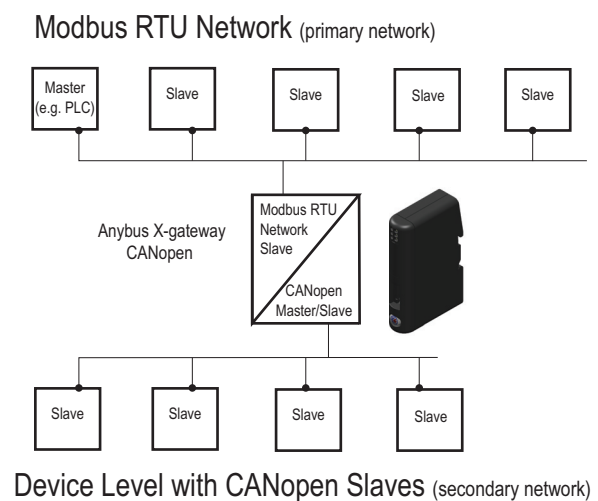 Modbus RTU Network (primary network)
Master
(e.g. PLC)
Slave
Slave
Slave
Slave
Anybus X-gateway
CANopen
Modbus RTU
Network
Slave
CANopen
Master/Slave
Slave
Slave
Slave
Slave
Device Level with CANopen Slaves (secondary network)